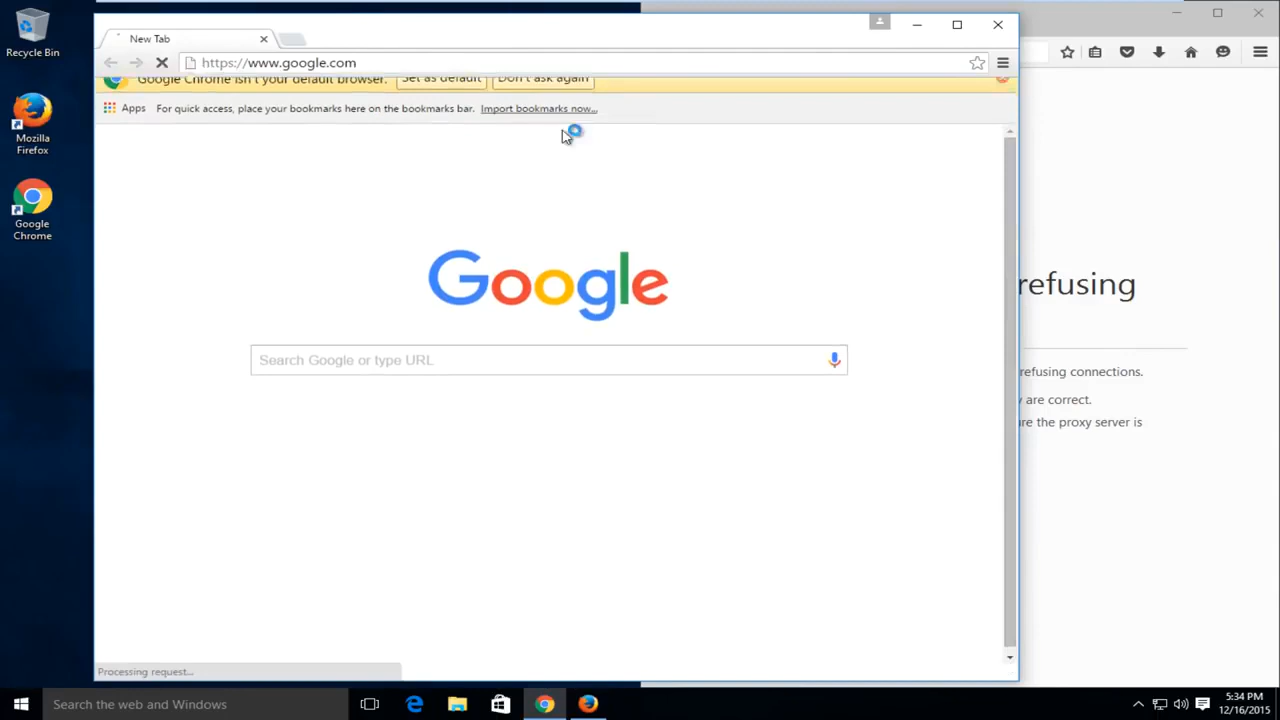 Recycle Bin
Mozilla
Firefox
Google
Chrome
New Tab
https://www.google.com
Google Chrome isn't your default browser. Set as default Don't ask again
Apps For quick access, place your bookmarks here on the bookmarks bar. Import bookmarks now...
Google
Search Google or type URL
Processing request...
refusing
refusing connections.
are correct.
the proxy server is
Search the web and Windows
5:34 PM
12/16/2015